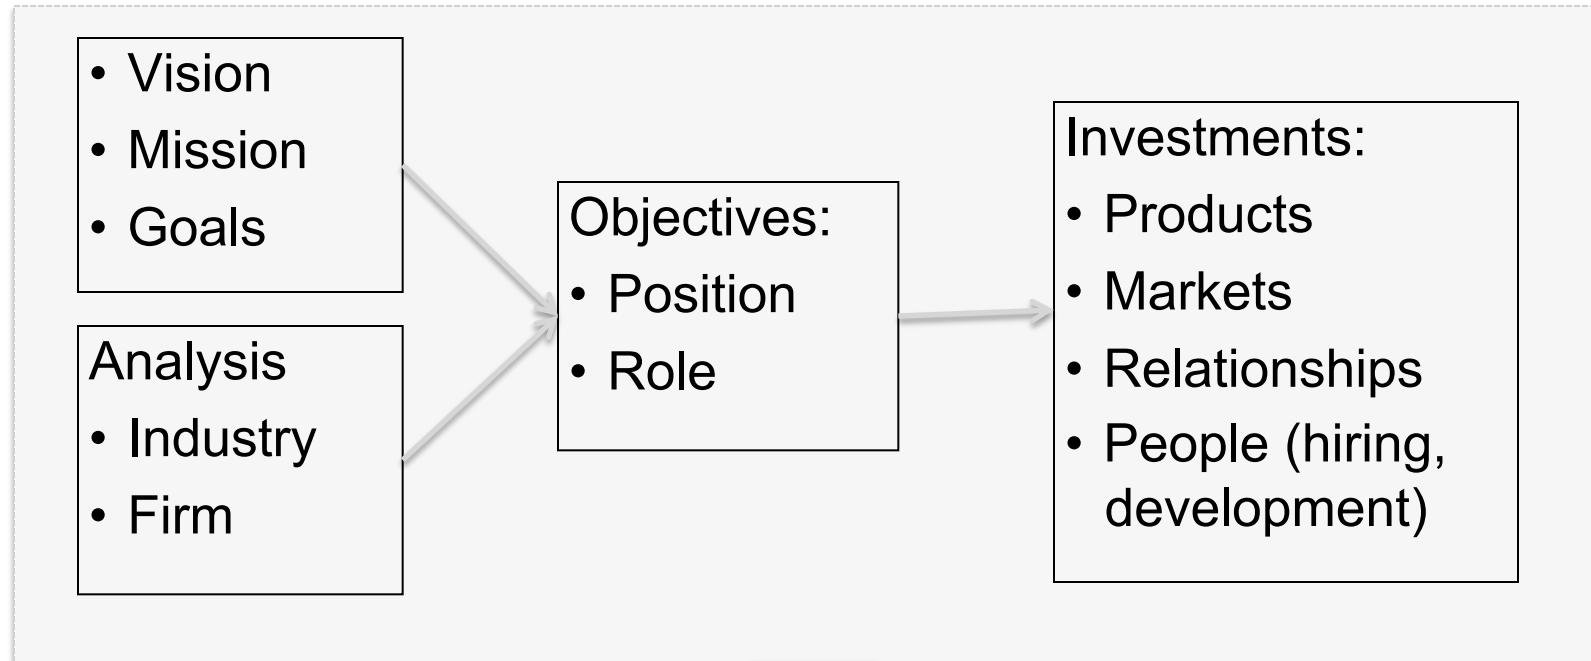 • Vision
• Mission
• Goals
Analysis
• Industry
• Firm
Objectives:
• Position
• Role
Investments:
• Products
• Markets
• Relationships
• People (hiring,
development)